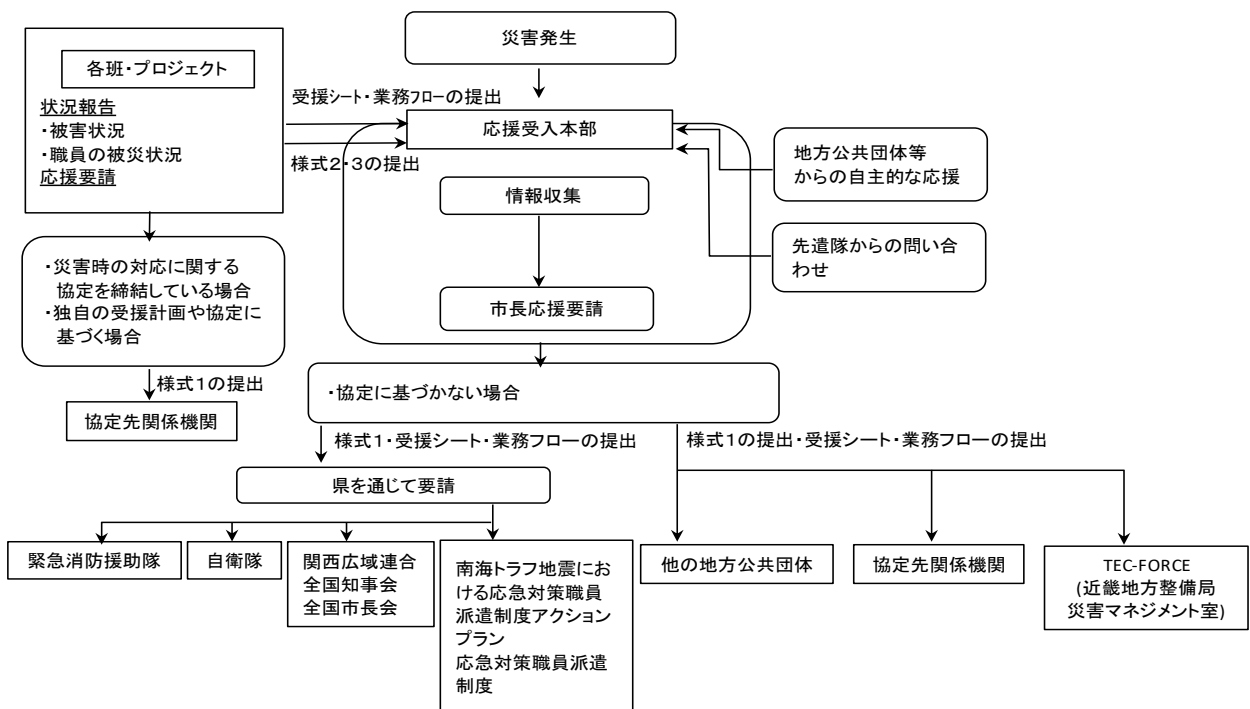 災害発生
各班・プロジェクト
状況報告
・被害状況
・職員の被災状況
応援要請
受援シート・業務フローの提出
様式2・3の提出
応援受入本部
地方公共団体等
からの自主的な応援
情報収集
先遣隊からの問い合
わせ
市長応援要請
・災害時の対応に関する
協定を締結している場合
・独自の受援計画や協定に
基づく場合
様式1の提出
協定先関係機関
・協定に基づかない場合
様式1・受援シート・業務フローの提出
様式1の提出・受援シート・業務フローの提出
県を通じて要請
緊急消防援助隊
自衛隊
関西広域連合
全国知事会
全国市長会
南海トラフ地震にお
ける応急対策職員
派遣制度アクション
プラン
応急対策職員派遣
制度
他の地方公共団体
協定先関係機関
TEC-FORCE
(近畿地方整備局
災害マネジメント室)